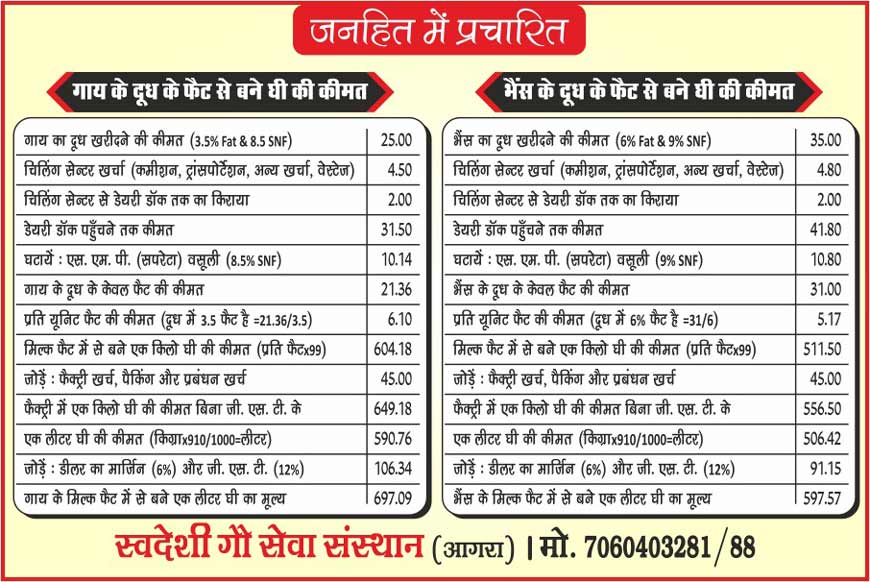 जनहित में प्रचारित
गाय के दूध के फैट से बने घी की कीमत
गाय का दूध खरीदने की कीमत (3.5% Fat & 8.5 SNF) 25.00
चिलिंग सेन्टर खर्चा (कमीशन, ट्रांसपोर्टेशन, अन्य खर्चा, वेस्टेज) 4.50
चिलिंग सेन्टर से डेयरी डॉक तक का किराया 2.00
डेयरी डॉक पहुँचने तक कीमत 31.50
घटायें : एस. एम. पी. (सपरेटा) वसूली (8.5% SNF) 10.14
गाय के दूध के केवल फैट की कीमत 21.36
प्रति यूनिट फैट की कीमत (दूध में 3.5 फैट है =21.36/3.5) 6.10
मिल्क फैट में से बने एक किलो घी की कीमत (प्रति फैटx99) 604.18
जोड़ें : फैक्ट्री खर्च, पैकिंग और प्रबंधन खर्च 45.00
फैक्ट्री में एक किलो घी की कीमत बिना जी. एस. टी. के 649.18
एक लीटर घी की कीमत (किग्राx910/1000=लीटर) 590.76
जोड़ें : डीलर का मार्जिन (6%) और जी. एस. टी. (12%) 106.34
गाय के मिल्क फैट में से बने एक लीटर घी का मूल्य 697.09
भैंस के दूध के फैट से बने घी की कीमत
भैंस का दूध खरीदने की कीमत (6% Fat & 9% SNF) 35.00
चिलिंग सेन्टर खर्चा (कमीशन, ट्रांसपोर्टेशन, अन्य खर्चा, वेस्टेज) 4.80
चिलिंग सेन्टर से डेयरी डॉक तक का किराया 2.00
डेयरी डॉक पहुँचने तक कीमत 41.80
घटायें : एस. एम. पी. (सपरेटा) वसूली (9% SNF) 10.80
भैंस के दूध के केवल फैट की कीमत 31.00
प्रति यूनिट फैट की कीमत (दूध में 6% फैट है =31/6) 5.17
मिल्क फैट में से बने एक किलो घी की कीमत (प्रति फैटx99) 511.50
जोड़ें : फैक्ट्री खर्च, पैकिंग और प्रबंधन खर्च 45.00
फैक्ट्री में एक किलो घी की कीमत बिना जी. एस. टी. के 556.50
एक लीटर घी की कीमत (किग्राx910/1000=लीटर) 506.42
जोड़ें : डीलर का मार्जिन (6%) और जी. एस. टी. (12%) 91.15
भैंस के मिल्क फैट में से बने एक लीटर घी का मूल्य 597.57
स्वदेशी गौ सेवा संस्थान (आगरा) । मो. 7060403281/88